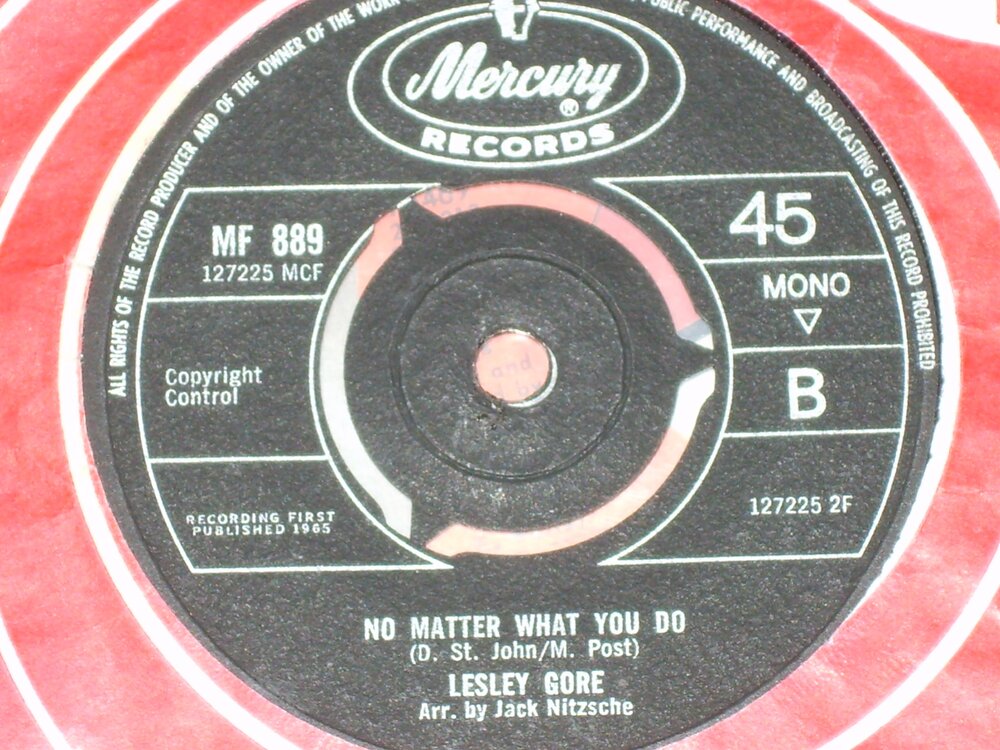 ALL RIGHTS OF THE RECORD PRODUCER AND OF THE OWNER OF THE WORK
PUBLIC PERFORMANCE AND BROADCASTING OF THIS RECORD PROHIBITED
Mercury
®
RECORDS
MF 889
127225 MCF
Copyright
Control
RECORDING FIRST
PUBLISHED 1965
45
MONO
B
127225 2F
and
NO MATTER WHAT YOU DO
(D. St. John/M. Post)
LESLEY GORE
Arr. by Jack Nitzsche